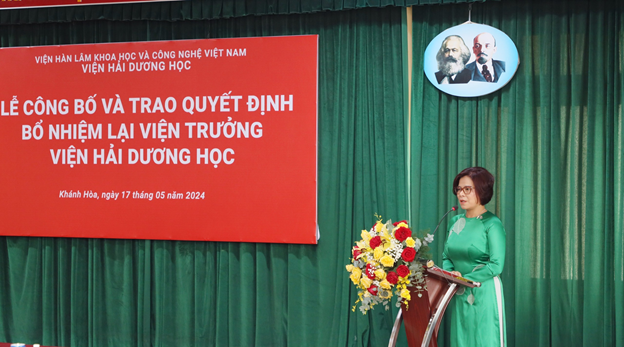 VIỆN HÀN LÂM KHOA HỌC VÀ CÔNG NGHỆ VIỆT NAM
VIỆN HẢI DƯƠNG HỌC
LỄ CÔNG BỐ VÀ TRAO QUYẾT ĐỊNH
BỔ NHIỆM LẠI VIỆN TRƯỞNG
VIỆN HẢI DƯƠNG HỌC
Khánh Hòa, ngày 17 tháng 05 năm 2024